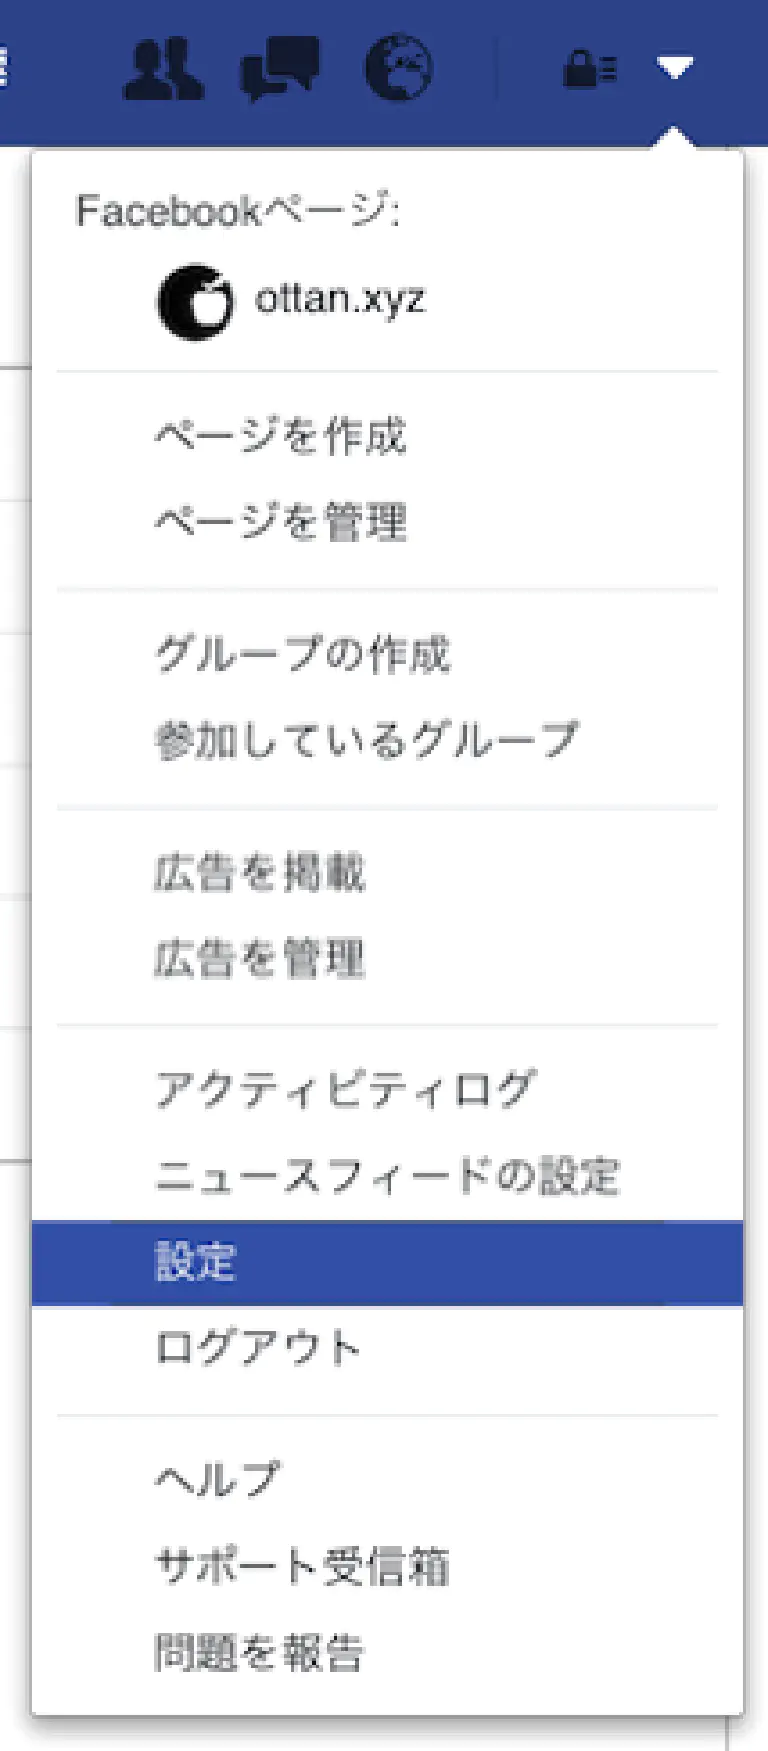 Facebookページ:
ottan.xyz
ページを作成
ページを管理
グループの作成
参加しているグループ
広告を掲載
広告を管理
アクティビティログ
ニュースフィードの設定
設定
ログアウト
ヘルプ
サポート受信箱
問題を報告